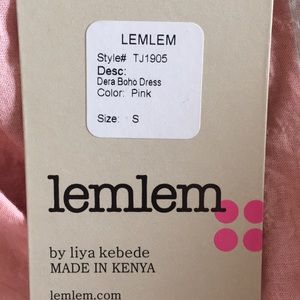 LEMLEM
Style# TJ1905
Desc:
Dera Boho Dress
Color: Pink
Size: S
lemlem
by liya kebede
MADE IN KENYA
lemlem.com